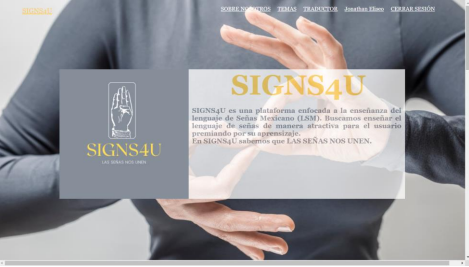 SIGNS4U
SOBRE NOSOTROS TEMAS TRADUCTOR Jonathan Eliam CERRAR SESIÓN
SIGNS4U
SIGNS4U es una plataforma enfocada a la enseñanza del
lenguaje de Señas Mexicano (LSM). Buscamos enseñar el
lenguaje de señas de manera atractiva para el usuario
premiando por su aprensizaje.
En SIGNS4U sabemos que LAS SEÑAS NOS UNEN.
SIGNS4U
LAS SEÑAS NOS UNEN